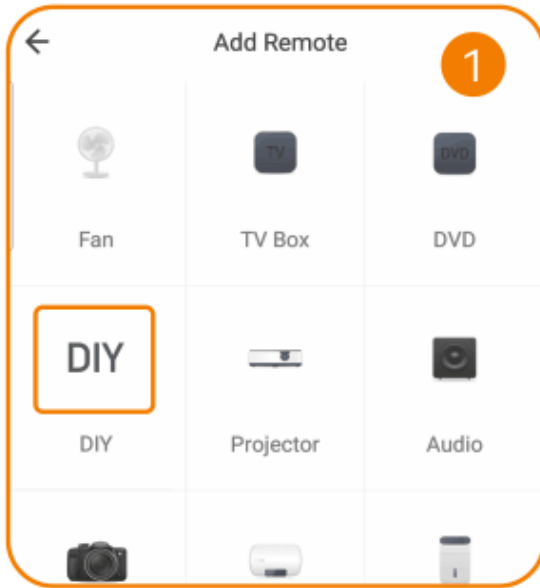 Add Remote
1
TV
DVD
Fan
TV Box
DVD
DIY
DIY
Projector
Audio